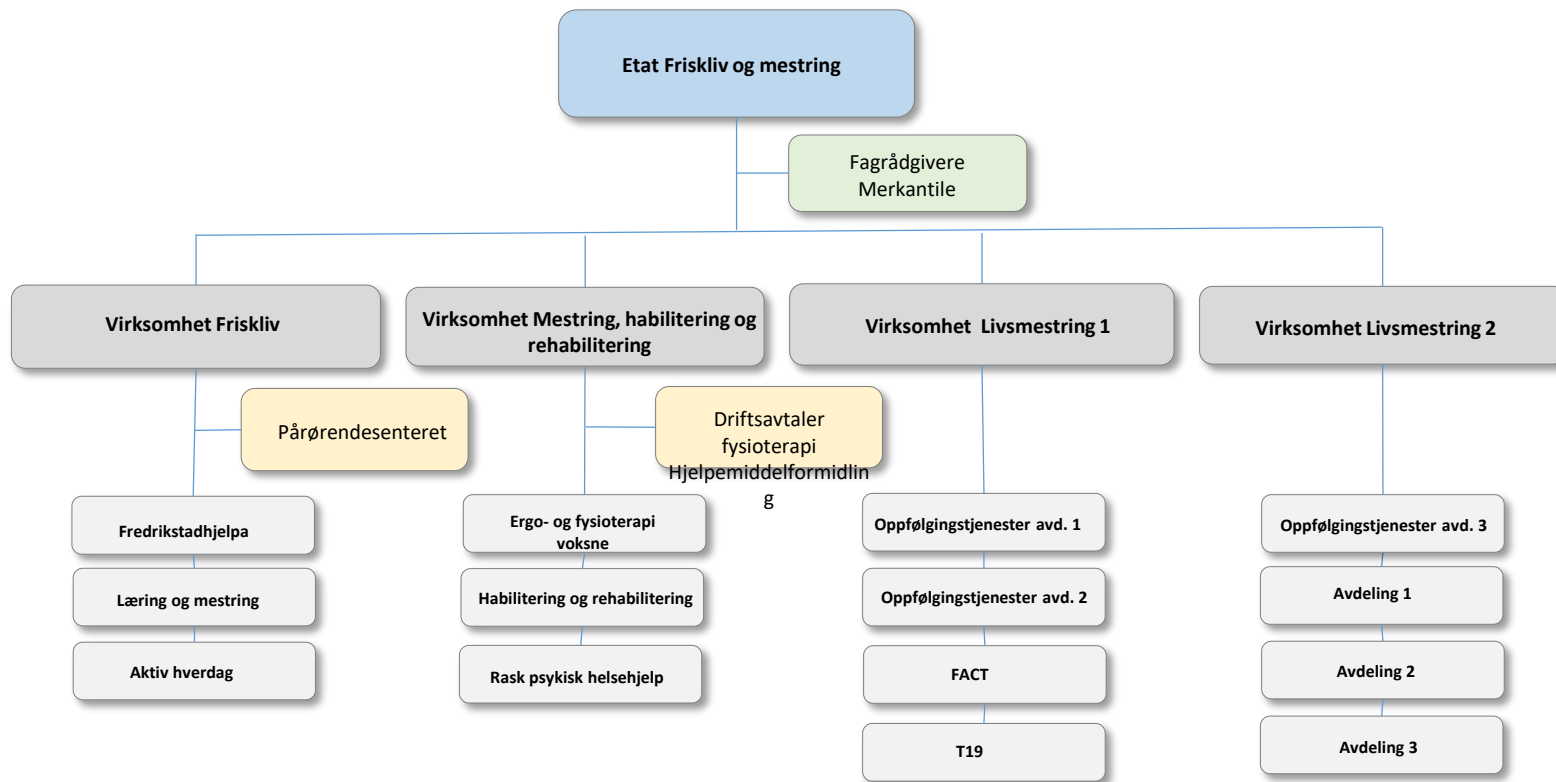 Etat Friskliv og mestring
Fagrådgivere
Merkantile
Virksomhet Friskliv
Virksomhet Mestring, habilitering og
rehabilitering
Virksomhet Livsmestring 1
Virksomhet Livsmestring 2
Pårørendesenteret
Driftsavtaler
fysioterapi
Hjelpemiddelformidlin
g
Fredrikstadhjelpa
Læring og mestring
Aktiv hverdag
Ergo- og fysioterapi
voksne
Habilitering og rehabilitering
Rask psykisk helsehjelp
Oppfølgingstjenester avd. 1
Oppfølgingstjenester avd. 2
FACT
T19
Oppfølgingstjenester avd. 3
Avdeling 1
Avdeling 2
Avdeling 3